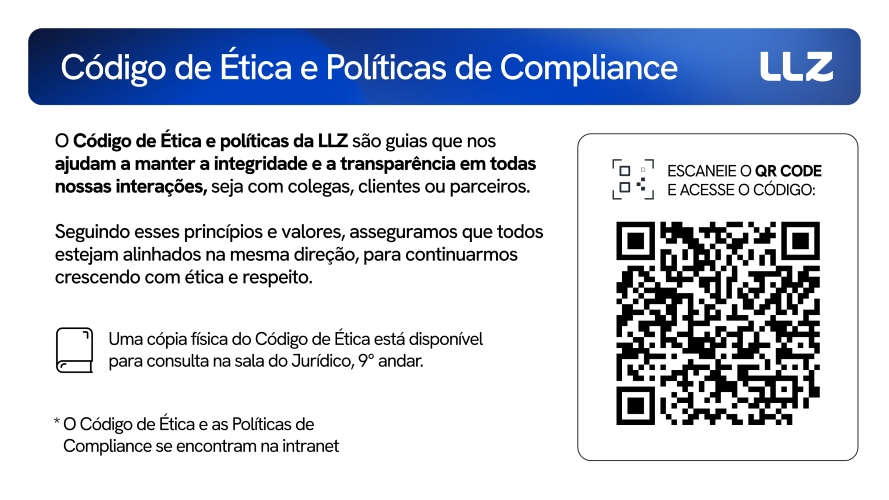 Código de Ética e Políticas de Compliance
LLZ
O Código de Ética e políticas da LLZ são guias que nos
ajudam a manter a integridade e a transparência em todas
nossas interações, seja com colegas, clientes ou parceiros.
Seguindo esses princípios e valores, asseguramos que todos
estejam alinhados na mesma direção, para continuarmos
crescendo com ética e respeito.
Uma cópia física do Código de Ética está disponível
para consulta na sala do Jurídico, 9° andar.
* O Código de Ética e as Políticas de
Compliance se encontram na intranet
ESCANEIE O QR CODE
E ACESSE O CÓDIGO: